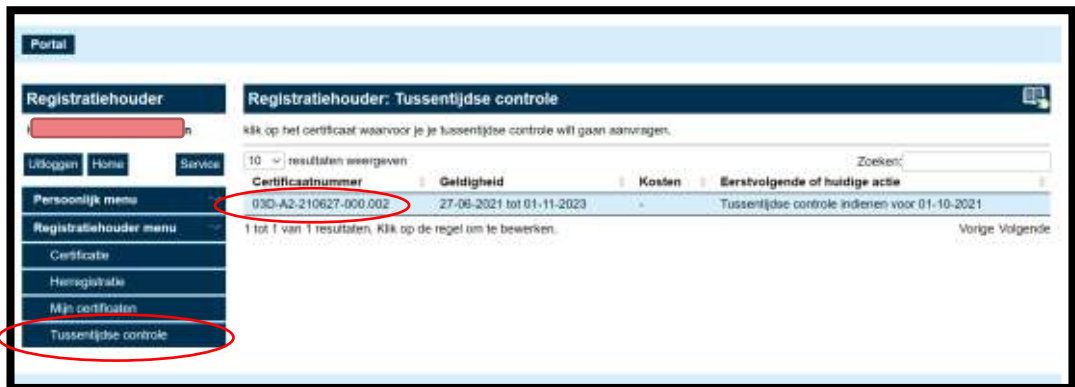 Portal
Registratiehouder
n
Uitloggen Home Service
Persoonlijk menu
Registratiehouder menu
Certificatie
Herregistratie
Mijn certificaten
Tussentijdse controle
Registratiehouder: Tussentijdse controle
klik op het certificaat waarvoor je je tussentijdse controle wilt gaan aanvragen.
10 resultaten weergeven Zoeken:
Certificaatnummer Geldigheid Kosten Eerstvolgende of huidige actie
03D-A2-210627-000.002 27-06-2021 tot 01-11-2023 - Tussentijdse controle indienen voor 01-10-2021
1 tot 1 van 1 resultaten. Klik op de regel om te bewerken. Vorige Volgende